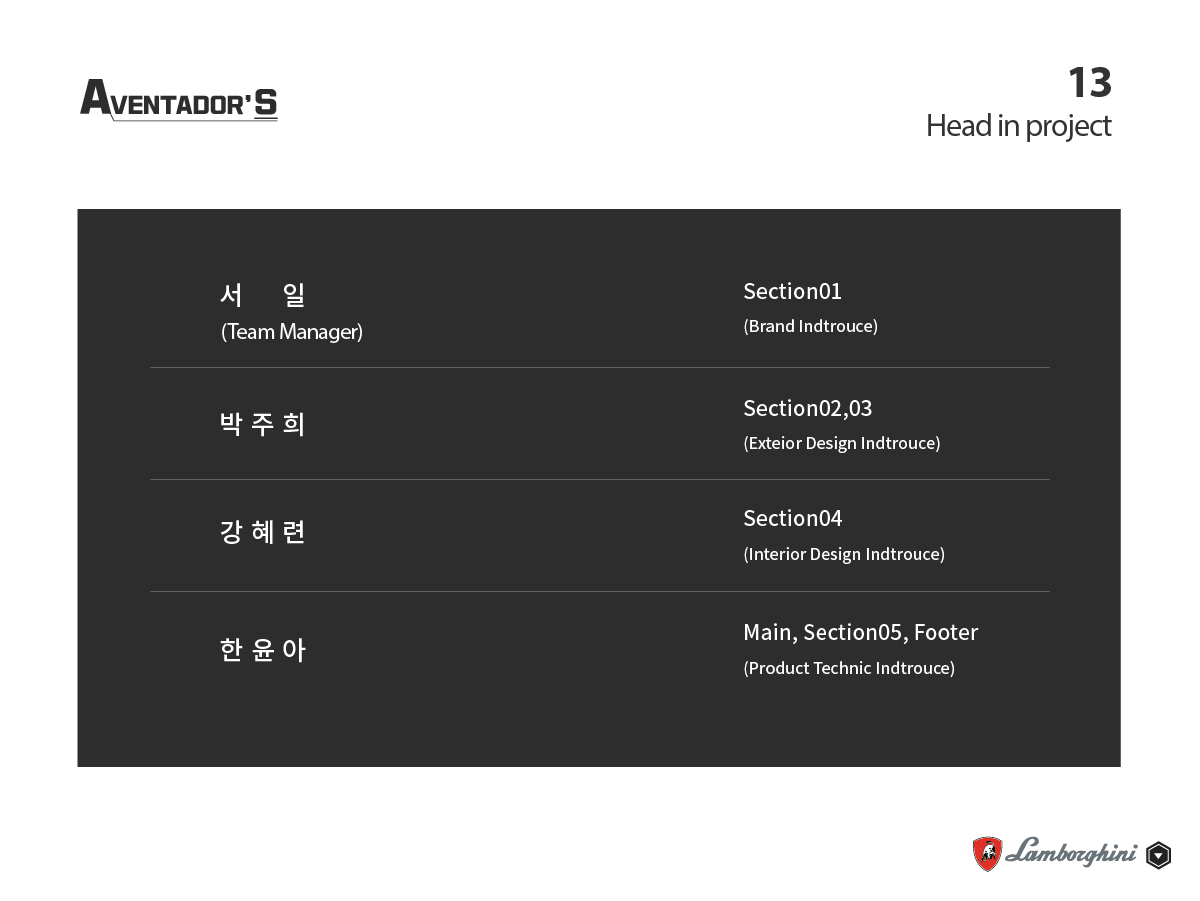 AVENTADOR'S
13
Head in project
서 일
(Team Manager)
Section01
(Brand Indtrouce)
박 주 희
Section02,03
(Exteior Design Indtrouce)
강 혜 련
Section04
(Interior Design Indtrouce)
한 윤 아
Main, Section05, Footer
(Product Technic Indtrouce)
Lamborghini